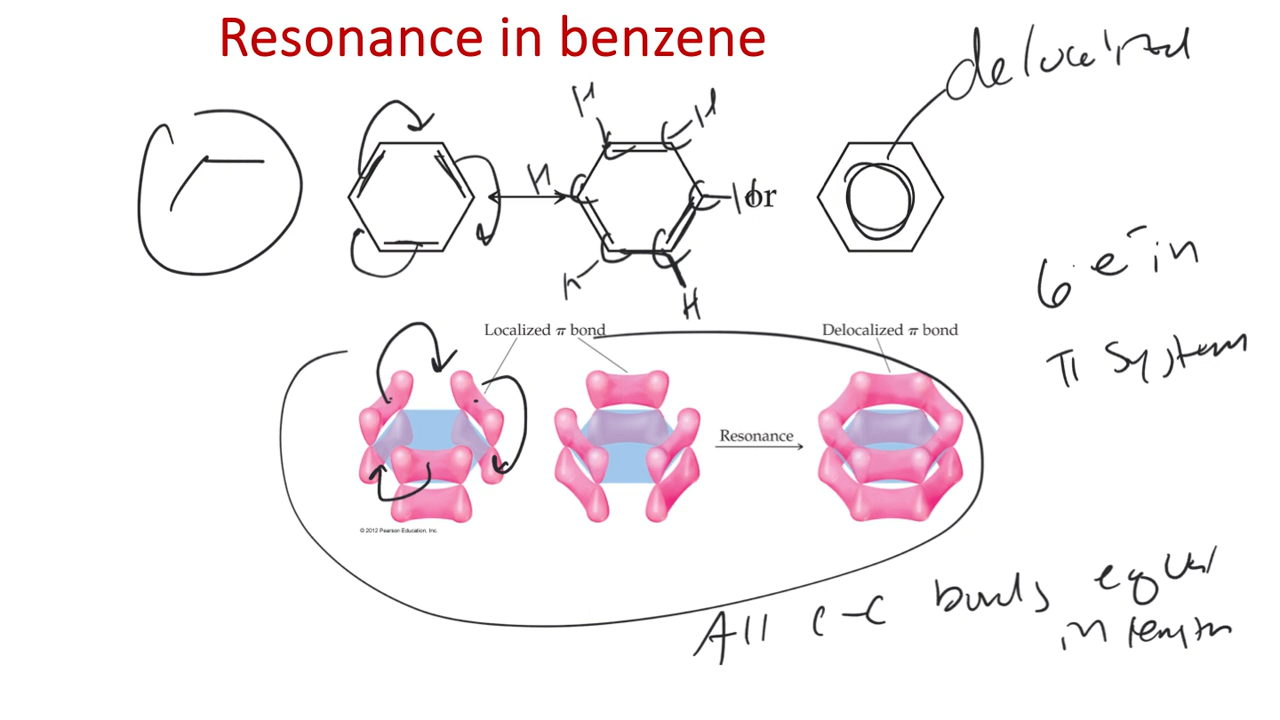 Resonance in benzene
delocalized
H H
H or
H H
6 e⁻ in
π system
Localized π bond
Delocalized π bond
Resonance
© 2012 Pearson Education, Inc
All C-C bonds equal
in length